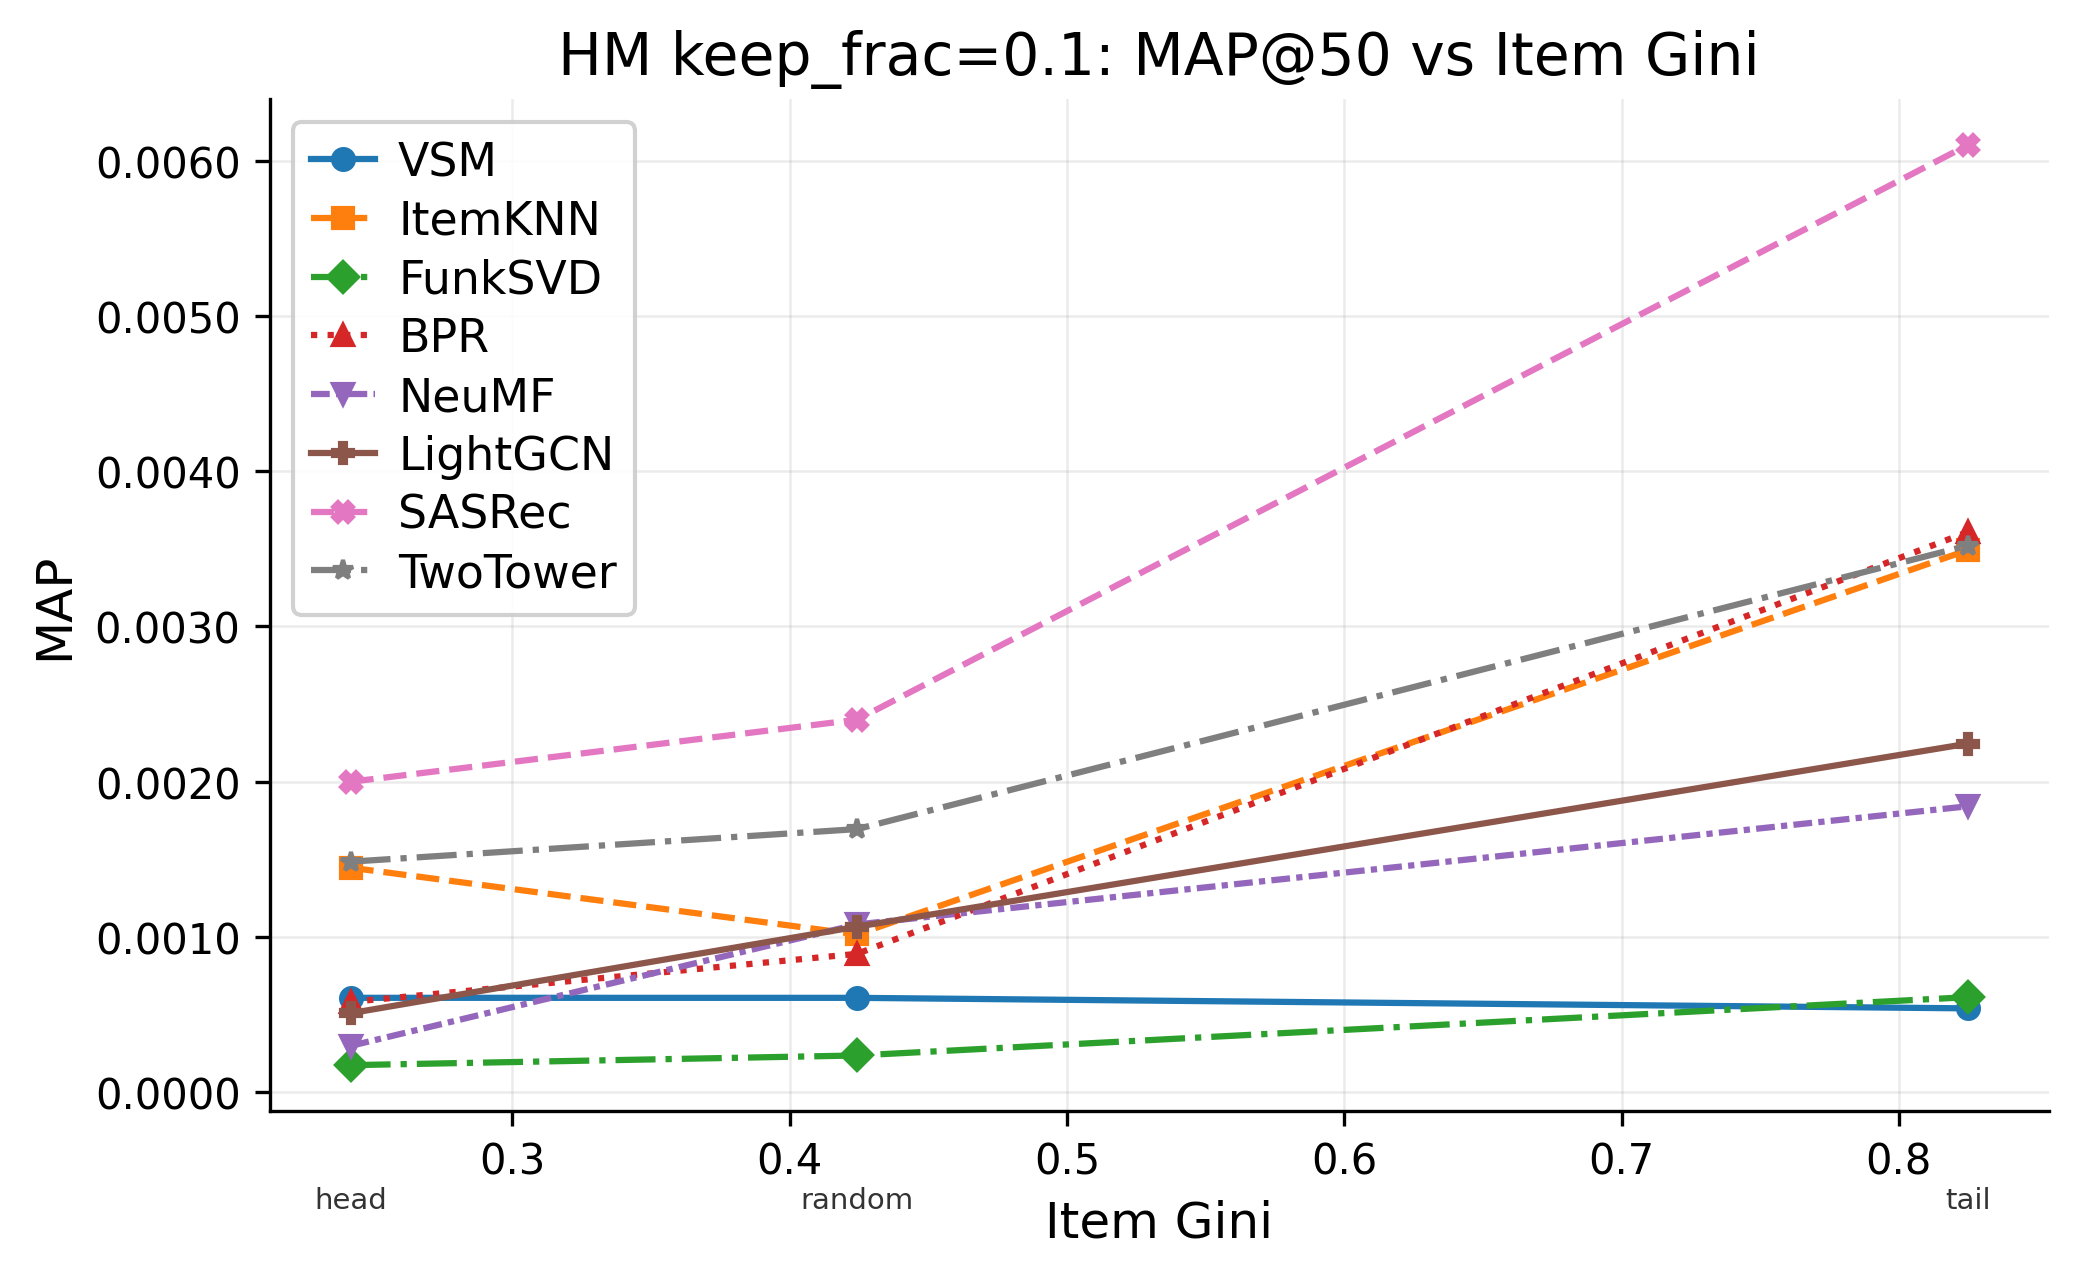 HM keep_frac=0.1: MAP@50 vs Item Gini
0.0060
0.0050
0.0040
0.0030
0.0020
0.0010
0.0000
MAP
VSM
ItemKNN
FunkSVD
BPR
NeuMF
LightGCN
SASRec
TwoTower
0.3 0.4 0.5 0.6 0.7 0.8
head random tail
Item Gini